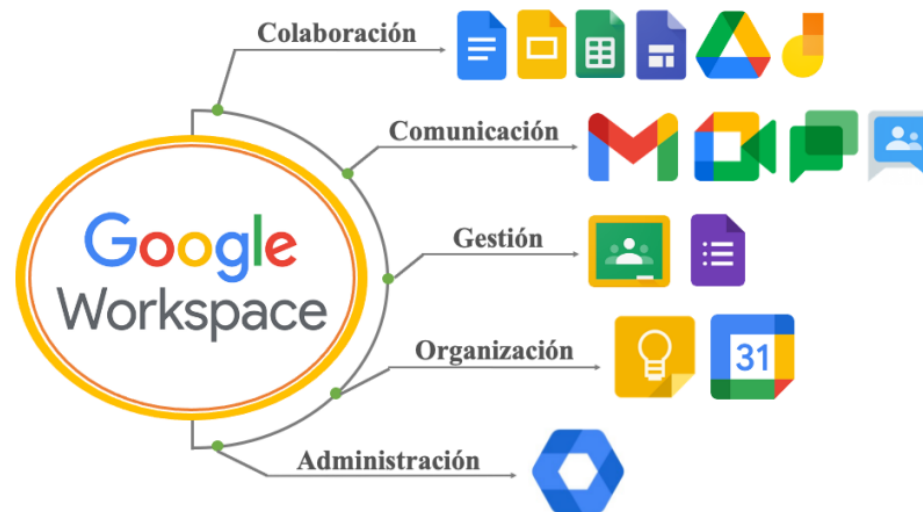 Colaboración
Comunicación
Gestión
Google
Workspace
Organización
31
Administración